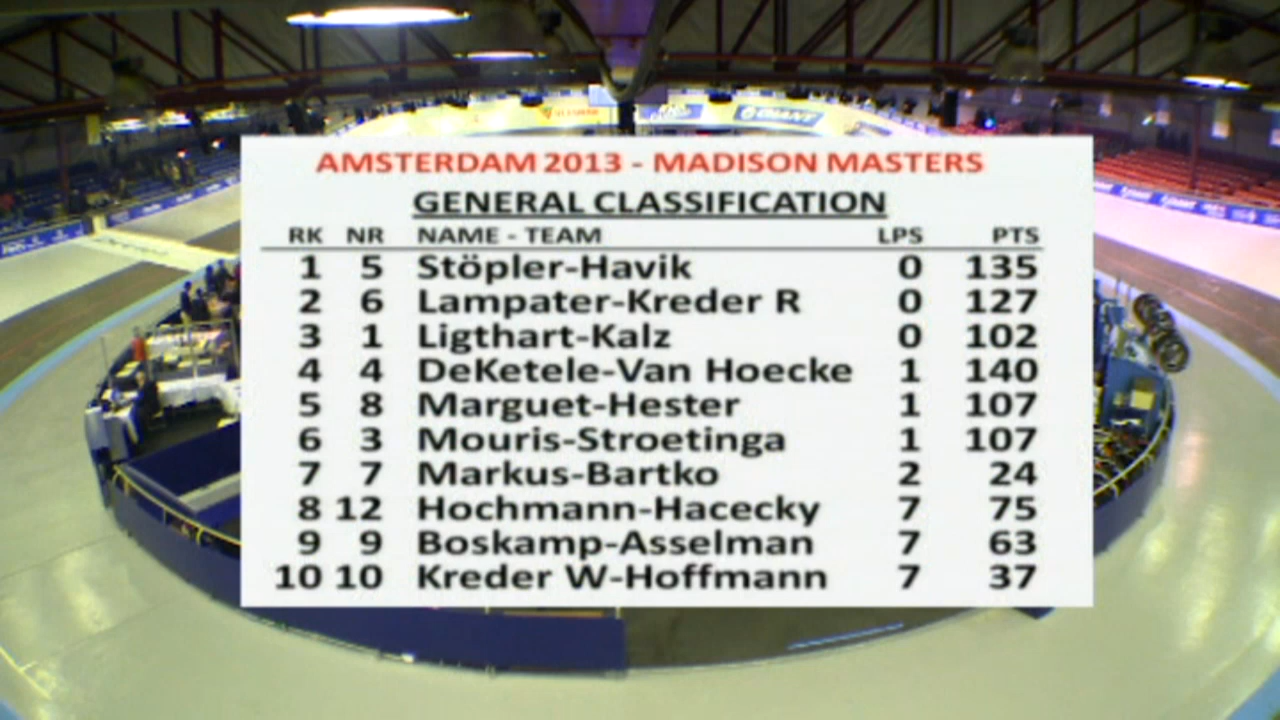 GIANT
AMSTERDAM 2013 - MADISON MASTERS
GENERAL CLASSIFICATION
RK NR NAME - TEAM LPS PTS
1 5 Stöpler-Havik 0 135
2 6 Lampater-Kreder R 0 127
3 1 Ligthart-Kalz 0 102
4 4 DeKetele-Van Hoecke 1 140
5 8 Marguet-Hester 1 107
6 3 Mouris-Stroetinga 1 107
7 7 Markus-Bartko 2 24
8 12 Hochmann-Hacecky 7 75
9 9 Boskamp-Asselman 7 63
10 10 Kreder W-Hoffmann 7 37